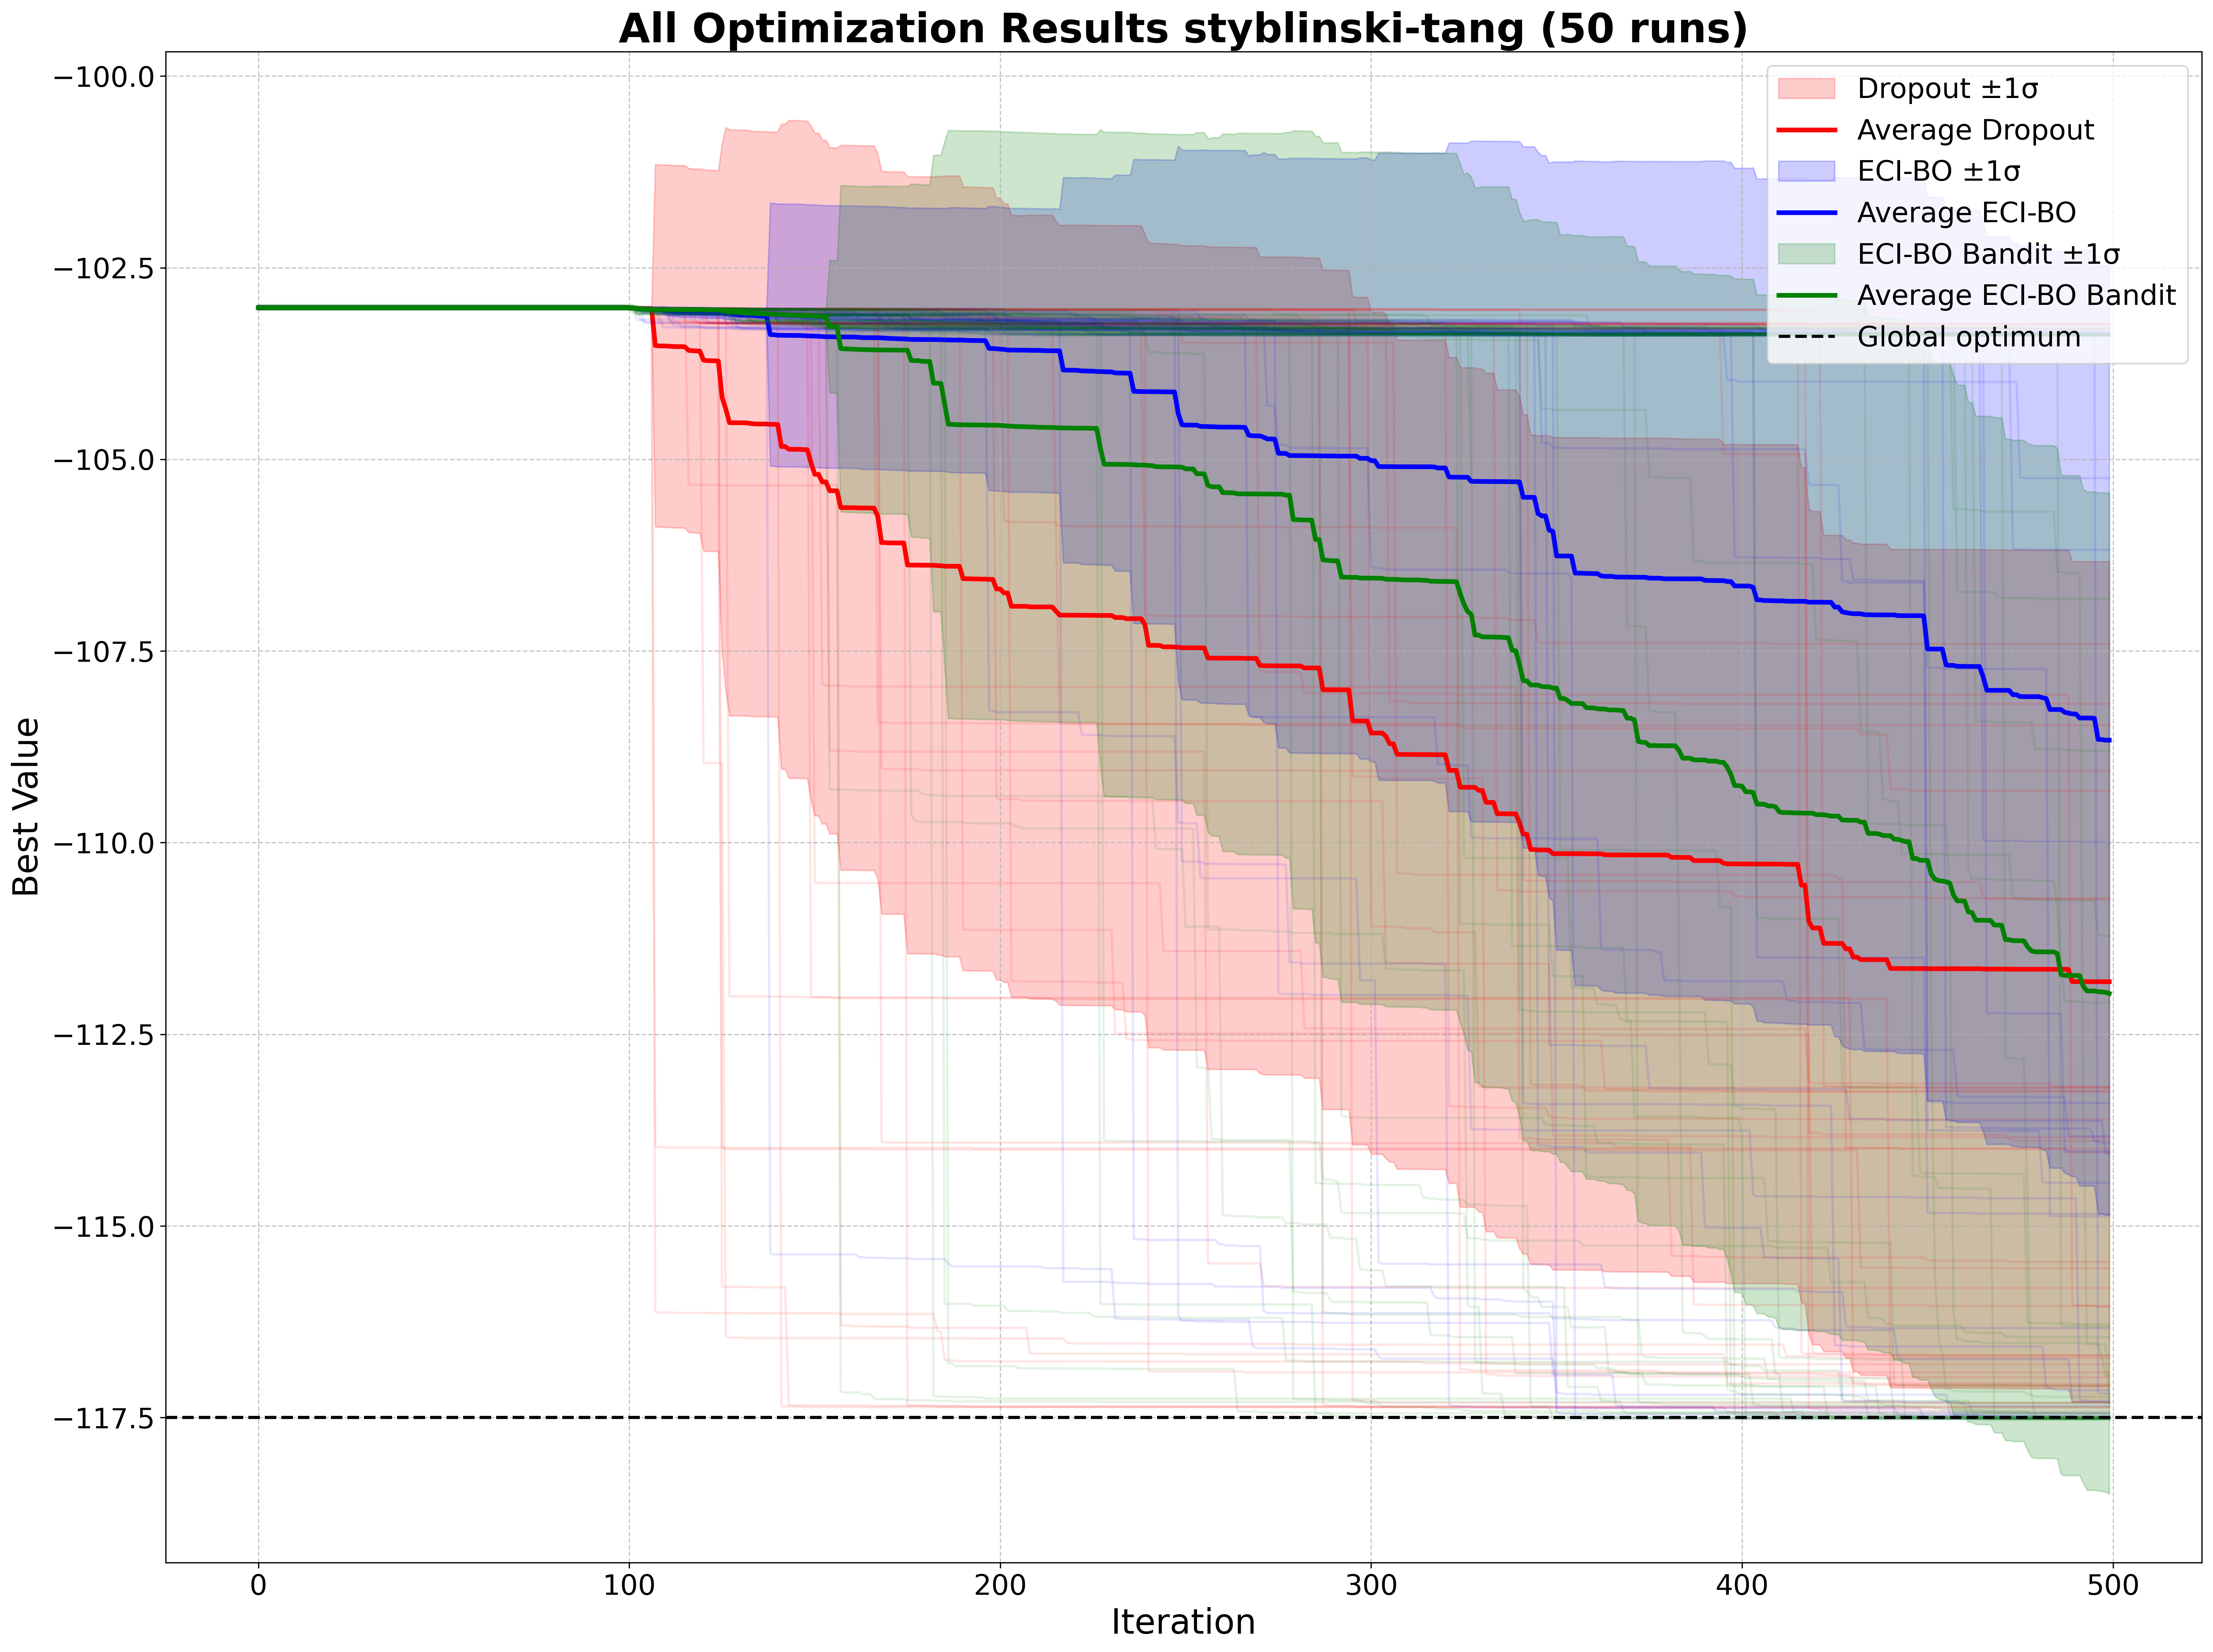 All Optimization Results styblinski-tang (50 runs)
−100.0
−102.5
−105.0
−107.5
−110.0
−112.5
−115.0
−117.5
Best Value
Dropout ±1σ
Average Dropout
ECI-BO ±1σ
Average ECI-BO
ECI-BO Bandit ±1σ
Average ECI-BO Bandit
Global optimum
0 100 200 300 400 500
Iteration